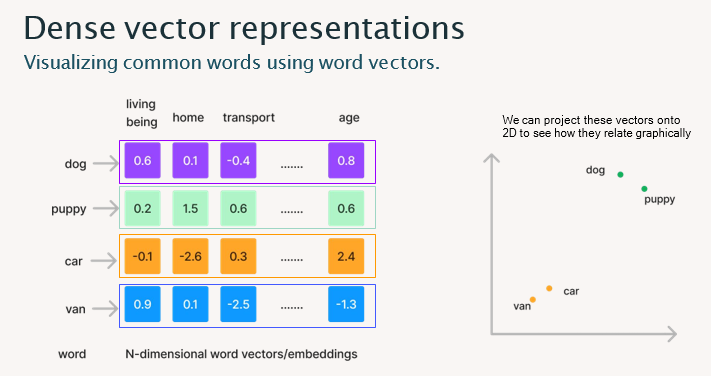 Dense vector representations
Visualizing common words using word vectors.
living
being
home
transport
age
dog
0.6 0.1 -0.4 ....... 0.8
puppy
0.2 1.5 0.6 ....... 0.6
car
-0.1 -2.6 0.3 ....... 2.4
van
0.9 0.1 -2.5 ....... -1.3
word
N-dimensional word vectors/embeddings
We can project these vectors onto
2D to see how they relate graphically
dog
puppy
car
van